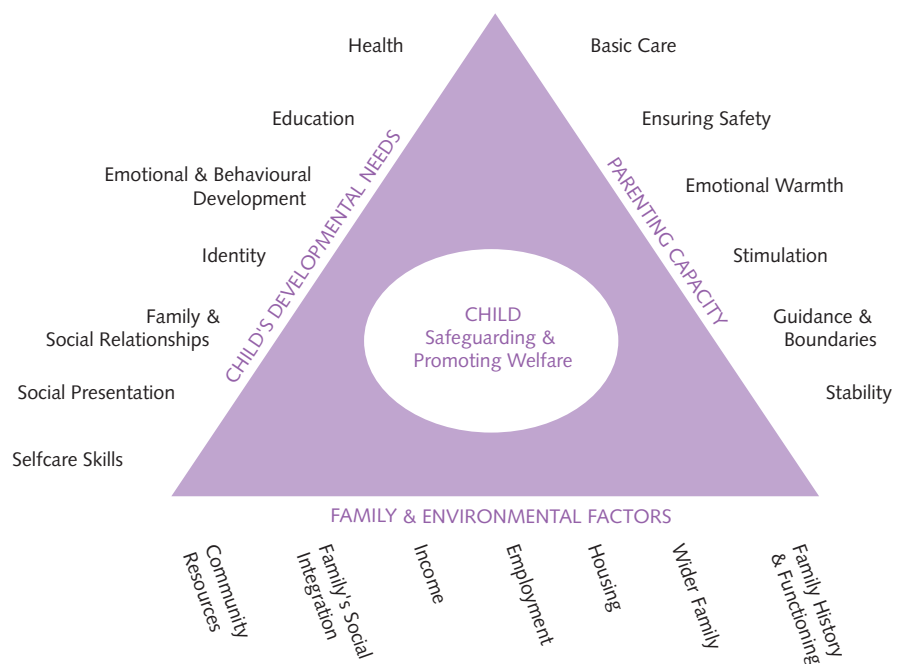 Health
Education
Emotional & Behavioural
Development
Identity
Family &
Social Relationships
Social Presentation
Selfcare Skills
CHILD'S DEVELOPMENTAL NEEDS
CHILD
Safeguarding &
Promoting Welfare
PARENTING CAPACITY
Basic Care
Ensuring Safety
Emotional Warmth
Stimulation
Guidance &
Boundaries
Stability
FAMILY & ENVIRONMENTAL FACTORS
Community
Resources
Family's Social
Integration
Income
Employment
Housing
Wider Family
Family History
& Functioning